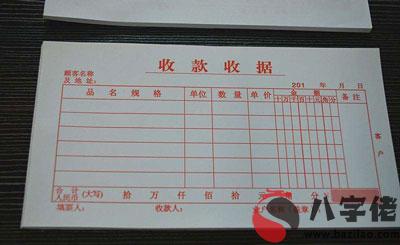 收款收据
顾客名称
及地址: 201 年 月 日
品名规格 单位 数量 单价 金额 备注
十万千百十元角分
客户
合计
人民币 (大写) 拾 万 仟 佰 拾 元 分
填票人: 收款人:
八字佬
www.bazilao.com